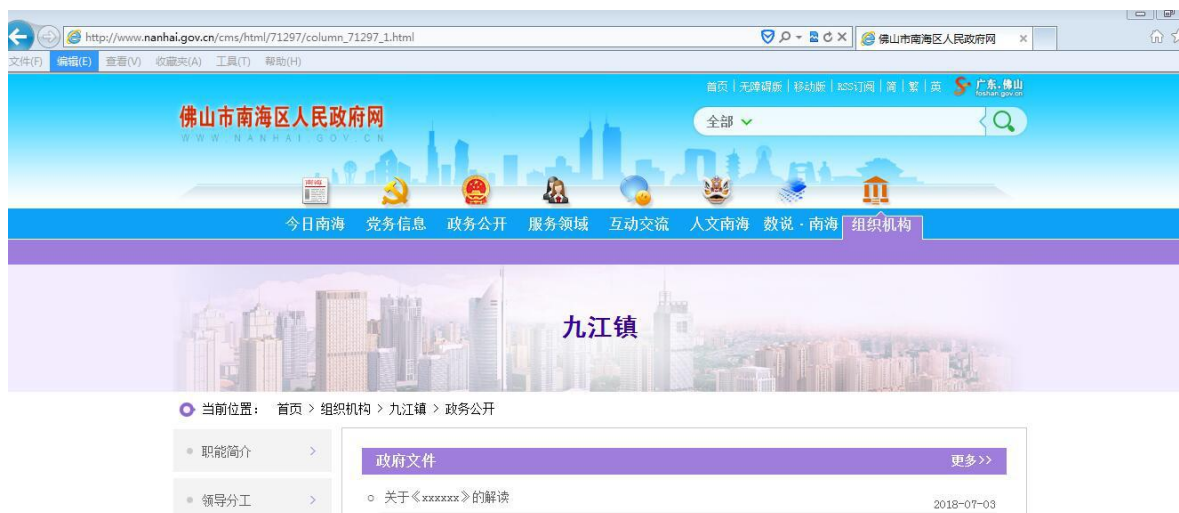 http://www.nanhai.gov.cn/cms/html/71297/column_71297_1.html
佛山市南海区人民政府网
文件(F) 编辑(E) 查看(V) 收藏夹(A) 工具(T) 帮助(H)
首页 | 无障碍版 | 移动版 | RSS订阅 | 简 | 繁 | 英 广东·佛山
foshan.gov.cn
佛山市南海区人民政府网
WWW.NANHAI.GOV.CN
全部
今日南海 党务信息 政务公开 服务领域 互动交流 人文南海 数说·南海 组织机构
九江镇
当前位置： 首页 > 组织机构 > 九江镇 > 政务公开
职能简介 >
政府文件 更多>>
领导分工 >
关于《xxxxxx》的解读 2018-07-03